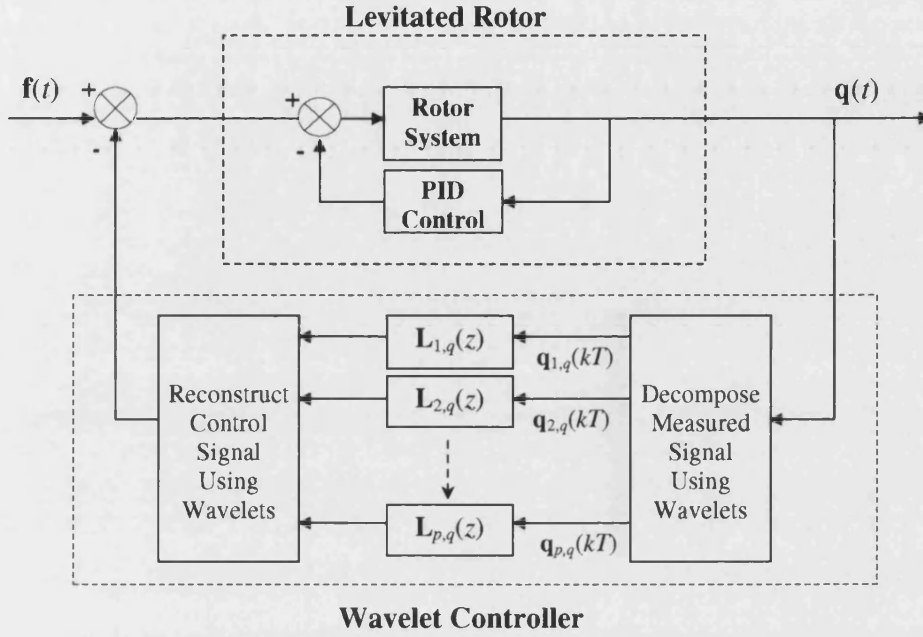 Levitated Rotor
f(t)
+
-
+
-
Rotor
System
PID
Control
q(t)
Reconstruct
Control
Signal
Using
Wavelets
L1,q(z)
L2,q(z)
Lp,q(z)
q1,q(kT)
q2,q(kT)
qp,q(kT)
Decompose
Measured
Signal
Using
Wavelets
Wavelet Controller